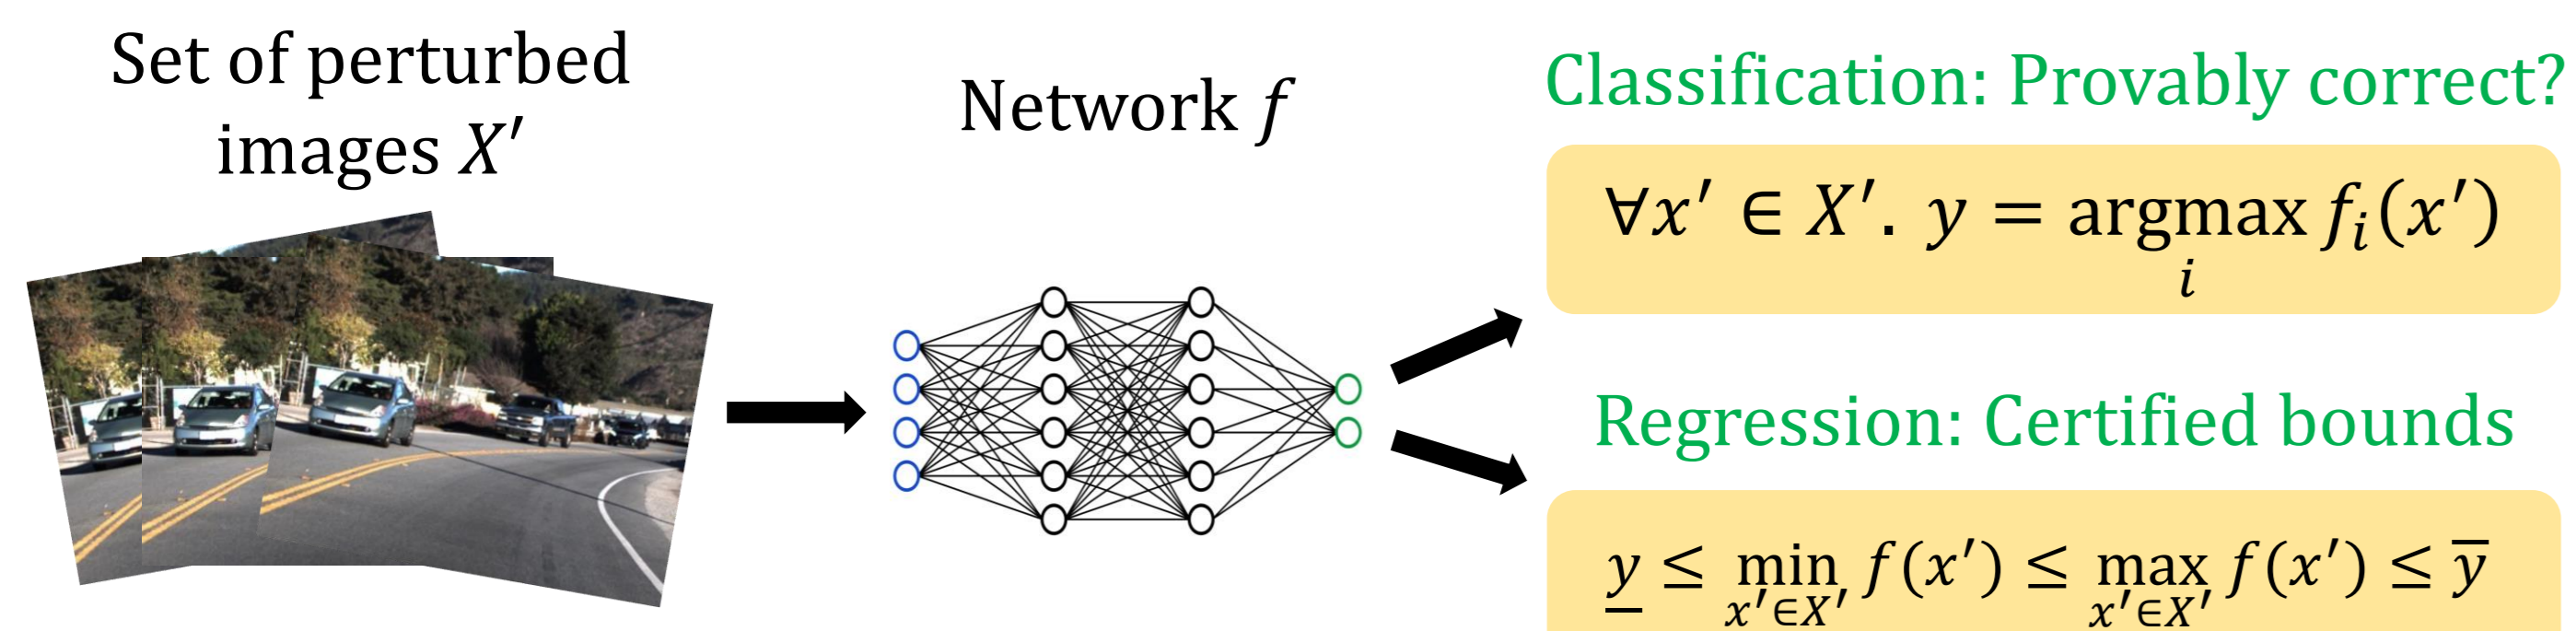 Set of perturbed
images X′
Network f
Classification: Provably correct?
∀x′ ∈ X′. y = argmax f_i(x′)
i
Regression: Certified bounds
y̲ ≤ min f(x′) ≤ max f(x′) ≤ y̅
x′∈X′ x′∈X′